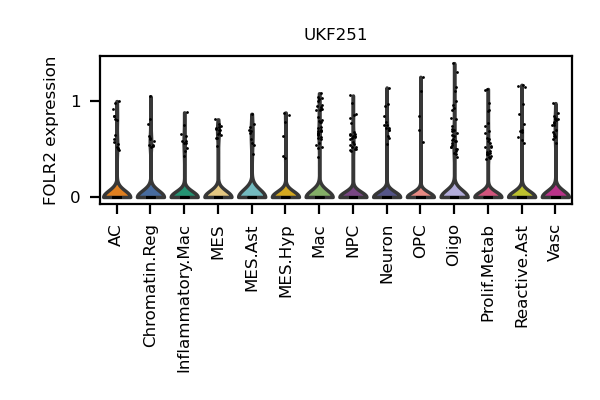 UKF251
FOLR2 expression
1
0
AC
Chromatin.Reg
Inflammatory.Mac
MES
MES.Ast
MES.Hyp
Mac
NPC
Neuron
OPC
Oligo
Prolif.Metab
Reactive.Ast
Vasc